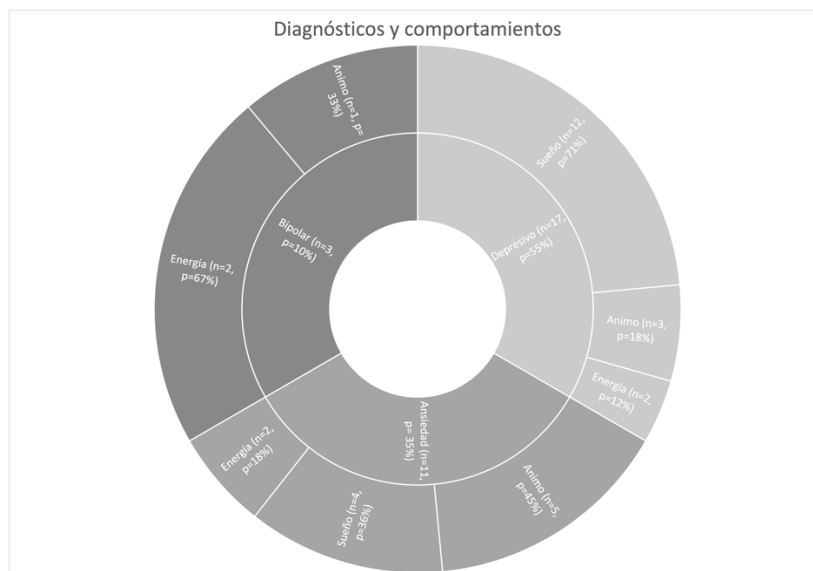 Diagnósticos y comportamientos
Sueño (n=12,
p=71%)
Depresivo (n=17,
p=55%)
Animo (n=3,
p=18%)
Energía (n=2,
p=12%)
Ansiedad (n=11,
p= 35%)
Animo (n=5,
p=45%)
Sueño (n=4,
p=36%)
Energía (n=2,
p=18%)
Bipolar (n=3,
p=10%)
Energía (n=2,
p=67%)
Animo (n=1, p=
33%)